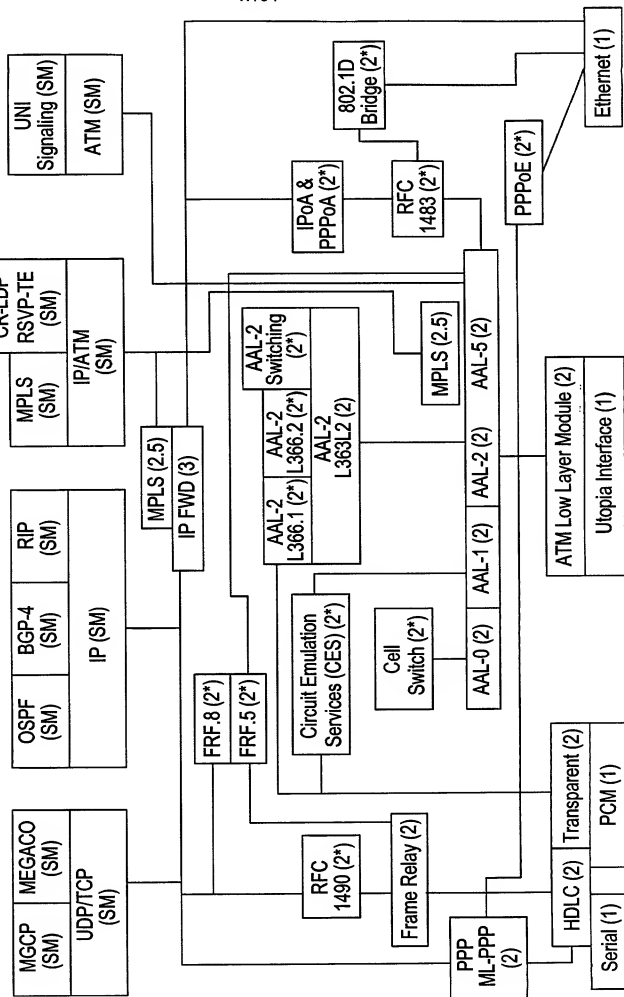 UNI
Signaling (SM)
ATM (SM)
RSVP-TE
(SM)
MPLS
(SM)
IP/ATM
(SM)
RIP
(SM)
BGP-4
(SM)
OSPF
(SM)
IP (SM)
MEGACO
(SM)
MGCP
(SM)
UDP/TCP
(SM)
MPLS (2.5)
IP FWD (3)
802.1D
Bridge (2*)
IPoA &
PPPoA (2*)
RFC
1483 (2*)
PPPoE (2*)
Ethernet (1)
FRF.8 (2*)
FRF.5 (2*)
AAL-2
Switching
(2*)
AAL-2
L366.2 (2*)
AAL-2
L366.1 (2*)
AAL-2
L363L2 (2)
MPLS (2.5)
Circuit Emulation
Services (CES) (2*)
Cell
Switch (2*)
AAL-0 (2)
AAL-1 (2)
AAL-2 (2)
AAL-5 (2)
RFC
1490 (2*)
Frame Relay (2)
PPP
ML-PPP
(2)
HDLC (2)
Transparent (2)
Serial (1)
PCM (1)
ATM Low Layer Module (2)
Utopia Interface (1)